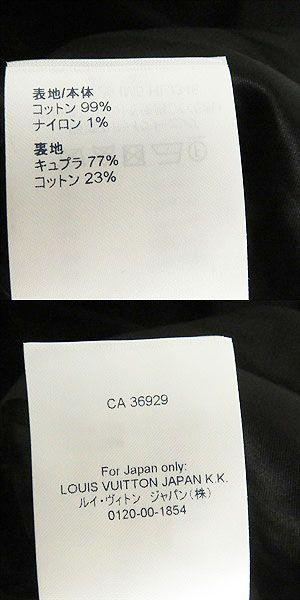 表地/本体
コットン 99%
ナイロン 1%
裏地
キュプラ 77%
コットン 23%
CA 36929
For Japan only:
LOUIS VUITTON JAPAN K.K.
ルイ・ヴィトン ジャパン(株)
0120-00-1854